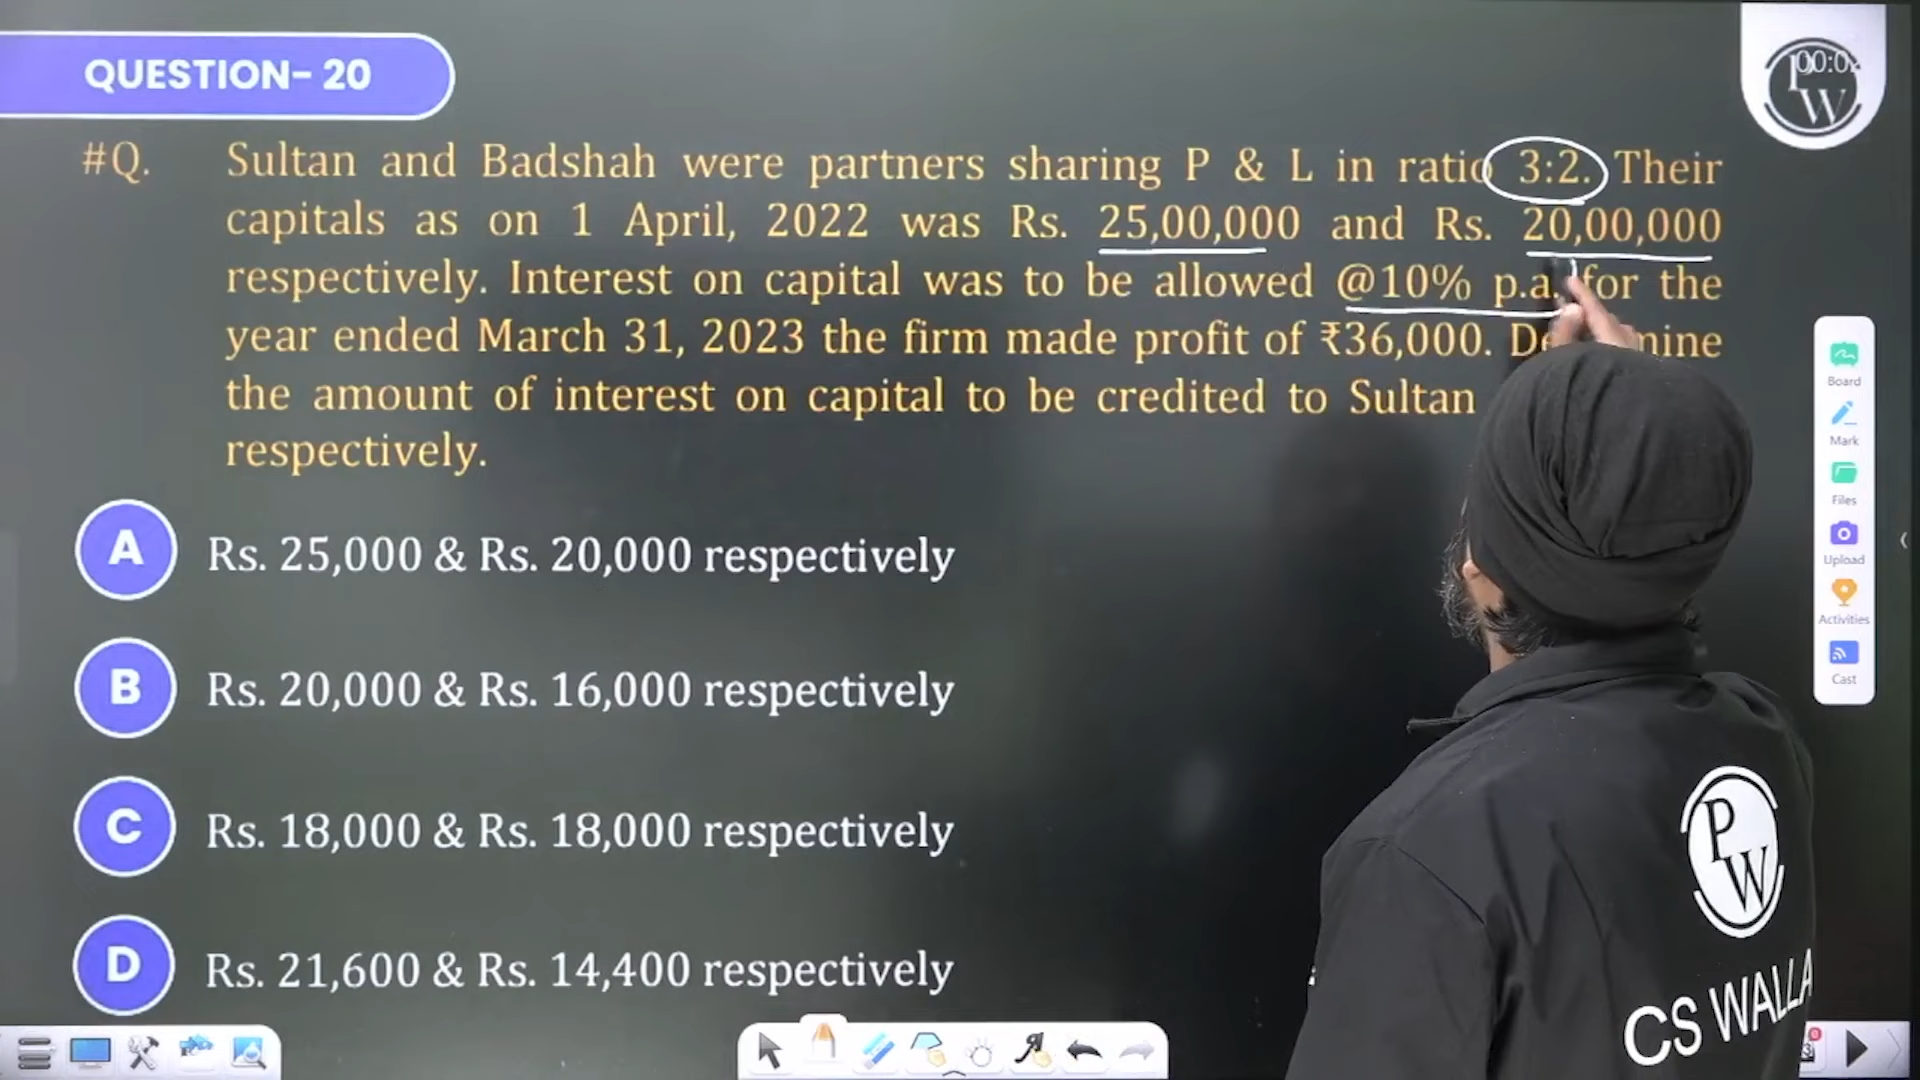 QUESTION- 20
00:0
PW
#Q. Sultan and Badshah were partners sharing P & L in ratio 3:2. Their
capitals as on 1 April, 2022 was Rs. 25,00,000 and Rs. 20,00,000
respectively. Interest on capital was to be allowed @10% p.a. for the
year ended March 31, 2023 the firm made profit of ₹36,000.
the amount of interest on capital to be credited to Sultan
respectively.
A Rs. 25,000 & Rs. 20,000 respectively
B Rs. 20,000 & Rs. 16,000 respectively
C Rs. 18,000 & Rs. 18,000 respectively
D Rs. 21,600 & Rs. 14,400 respectively
Board
Mark
Files
Upload
Activities
Cast
PW
CS WALLA